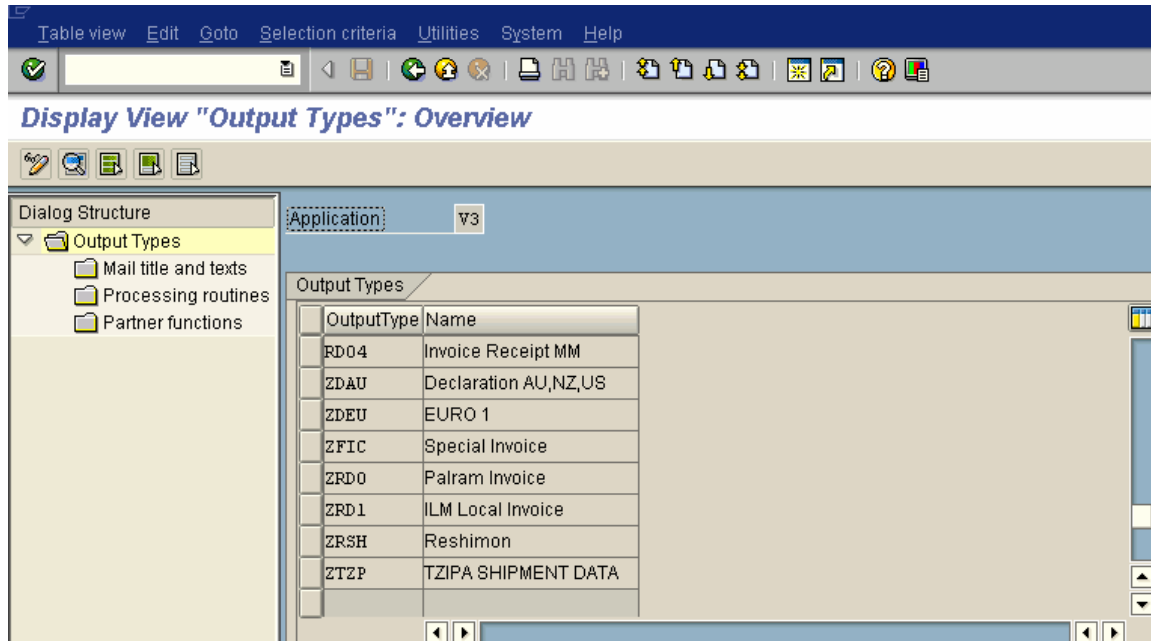 Table view Edit Goto Selection criteria Utilities System Help
Display View "Output Types": Overview
Dialog Structure
Output Types
Mail title and texts
Processing routines
Partner functions
Application V3
Output Types
OutputType Name
RD04 Invoice Receipt MM
ZDAU Declaration AU,NZ,US
ZDEU EURO 1
ZFIC Special Invoice
ZRD0 Palram Invoice
ZRD1 ILM Local Invoice
ZRSH Reshimon
ZTZP TZIPA SHIPMENT DATA